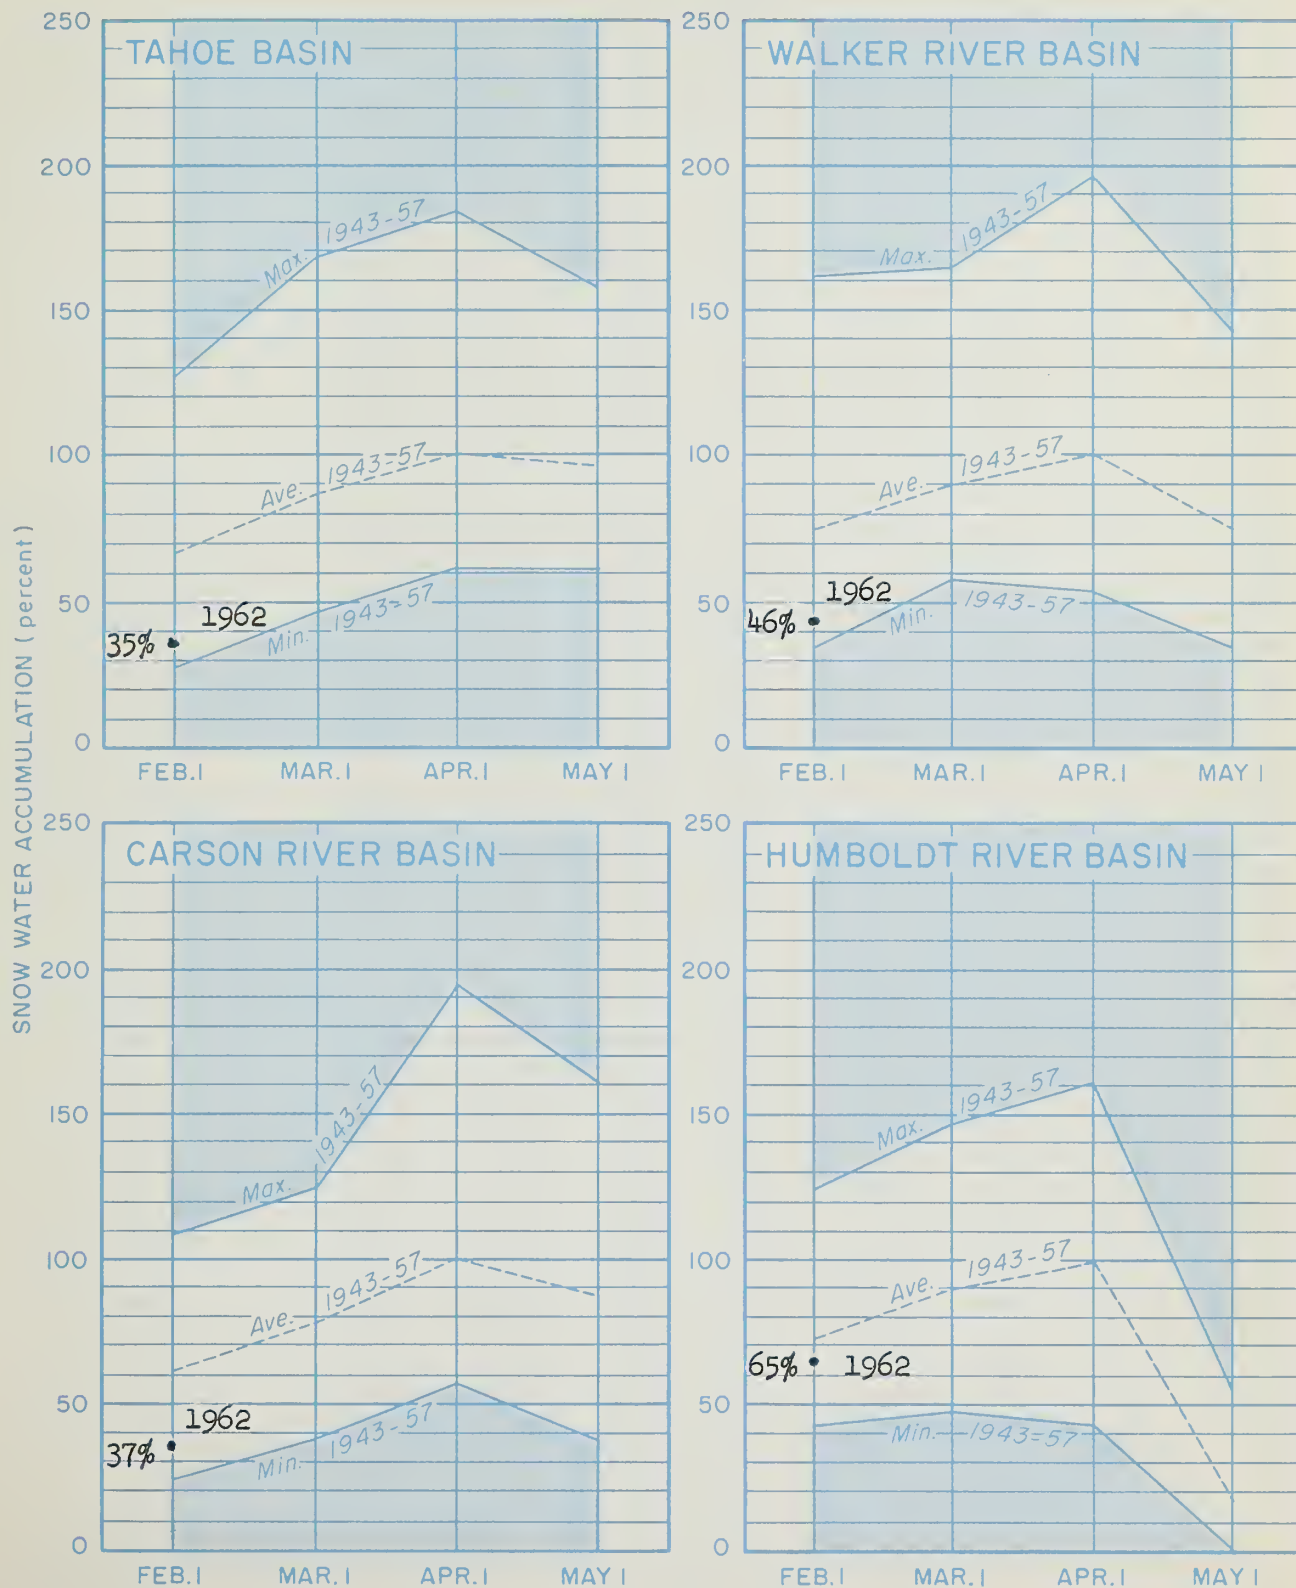 SNOW WATER ACCUMULATION (percent)
TAHOE BASIN
250
200
150
100
50
0
Max. 1943-57
Ave. 1943-57
Min. 1943-57
1962
35%
FEB. 1 MAR. 1 APR. 1 MAY 1
WALKER RIVER BASIN
250
200
150
100
50
0
Max. 1943-57
Ave. 1943-57
Min. 1943-57
1962
46%
FEB. 1 MAR. 1 APR. 1 MAY 1
CARSON RIVER BASIN
250
200
150
100
50
0
Max. 1943-57
Ave. 1943-57
Min. 1943-57
1962
37%
FEB. 1 MAR. 1 APR. 1 MAY 1
HUMBOLDT RIVER BASIN
250
200
150
100
50
0
Max. 1943-57
Ave. 1943-57
Min. 1943-57
65% 1962
FEB. 1 MAR. 1 APR. 1 MAY 1